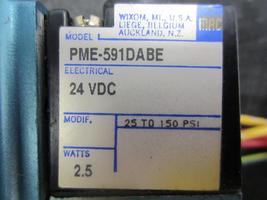 WIXOM, MI., U.S.A.
LIEGE, BELGIUM
AUCKLAND, N.Z.
MAC
MODEL
PME-591DABE
ELECTRICAL
24 VDC
MODIF.
25 TO 150 PSI
WATTS
2.5